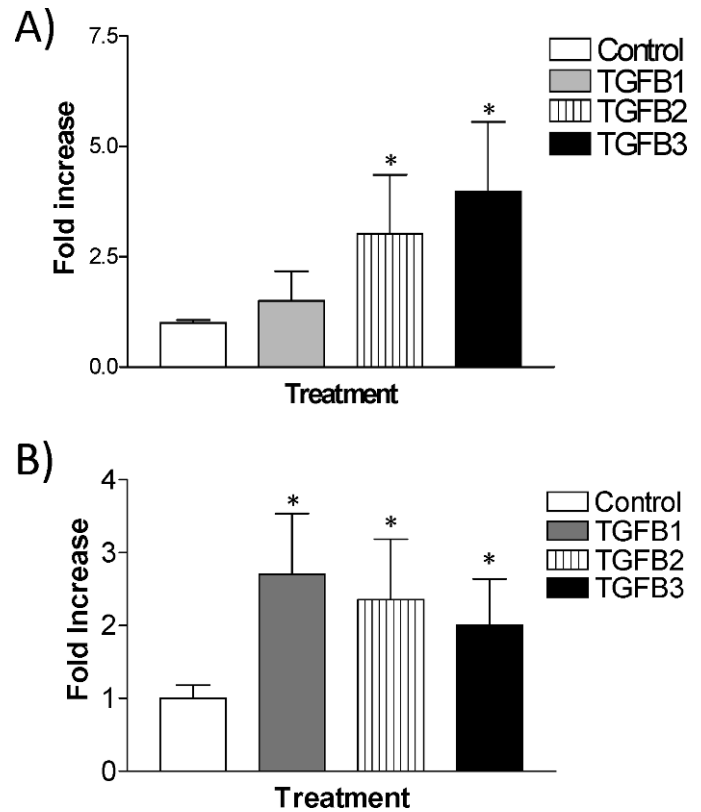 A)
Fold increase
7.5
5.0
2.5
0.0
*
*
Treatment
Control
TGFB1
TGFB2
TGFB3
B)
Fold Increase
4
3
2
1
0
*
*
*
Treatment
Control
TGFB1
TGFB2
TGFB3